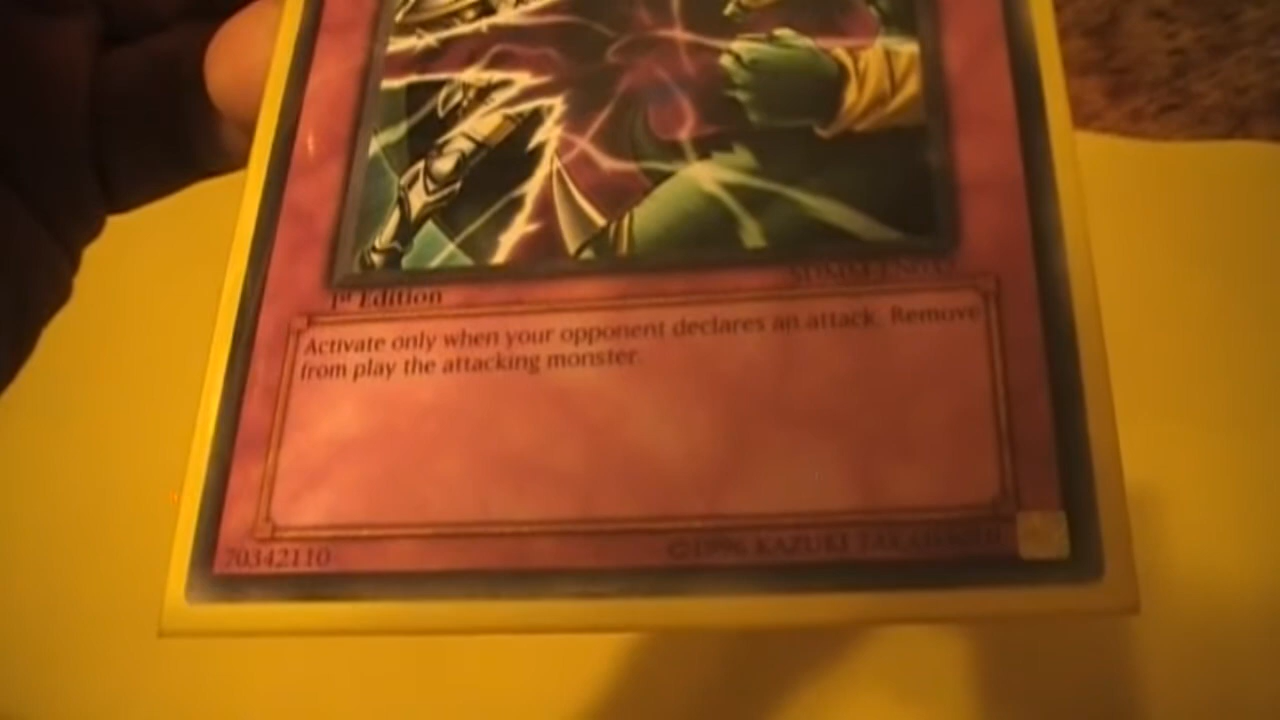 1st Edition
Activate only when your opponent declares an attack. Remove
from play the attacking monster.
70342110
©1996 KAZUKI TAKAHASHI